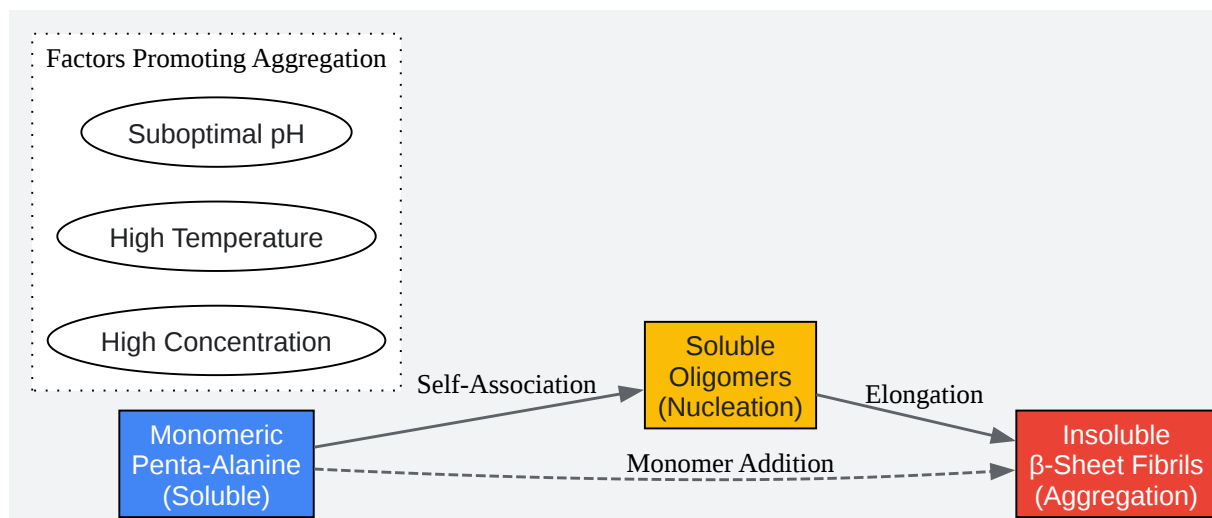 Factors Promoting Aggregation
Suboptimal pH
High Temperature
High Concentration
Self-Association
Soluble
Oligomers
(Nucleation)
Elongation
Monomeric
Penta-Alanine
(Soluble)
Monomer Addition
Insoluble
β-Sheet Fibrils
(Aggregation)